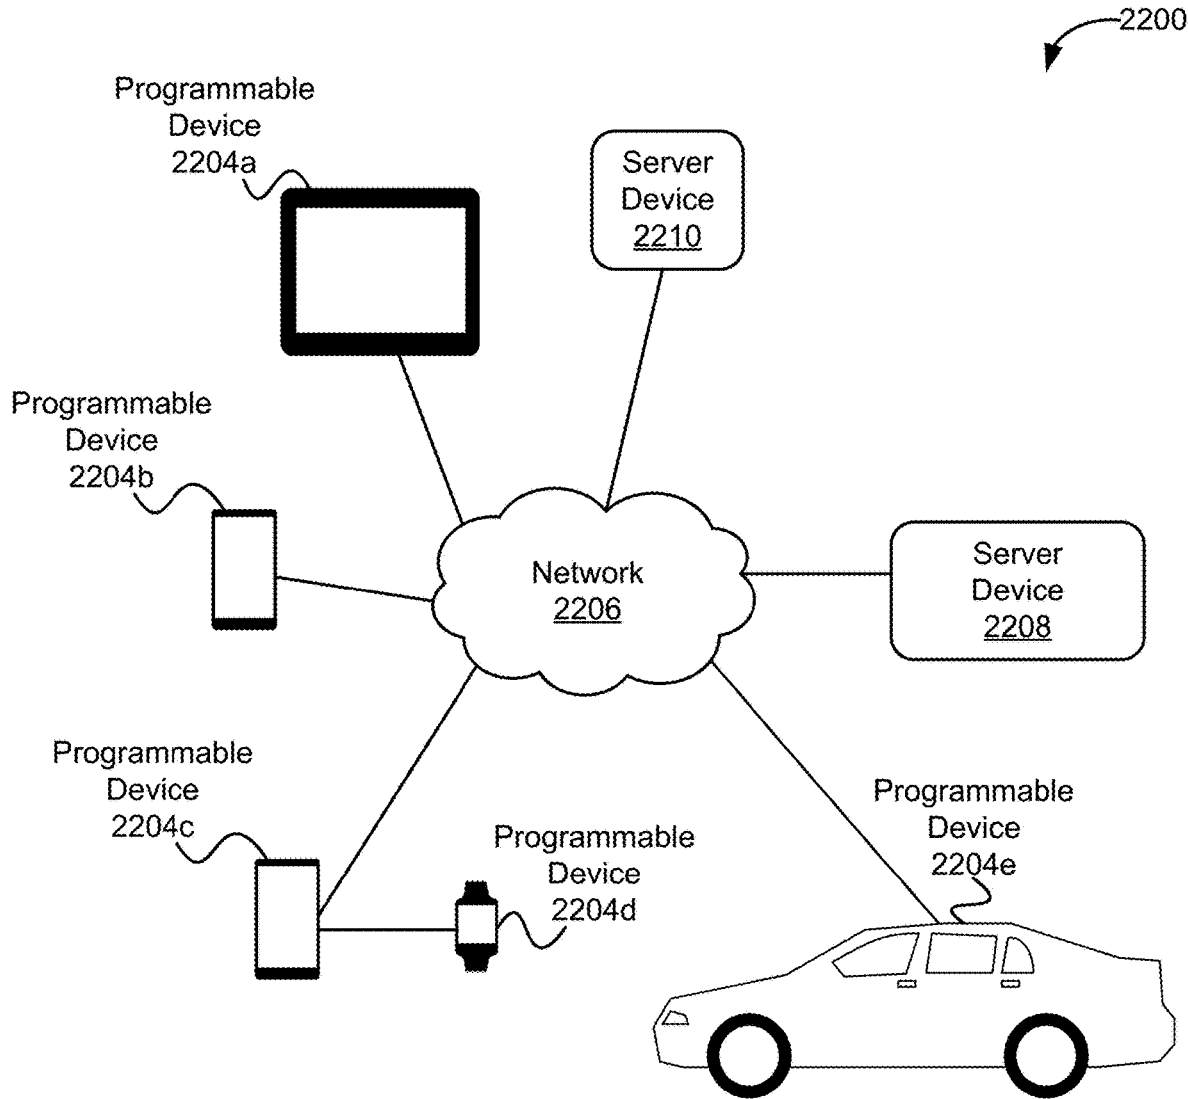 2200
Programmable
Device
2204a
Server
Device
2210
Programmable
Device
2204b
Network
2206
Server
Device
2208
Programmable
Device
2204c
Programmable
Device
2204d
Programmable
Device
2204e